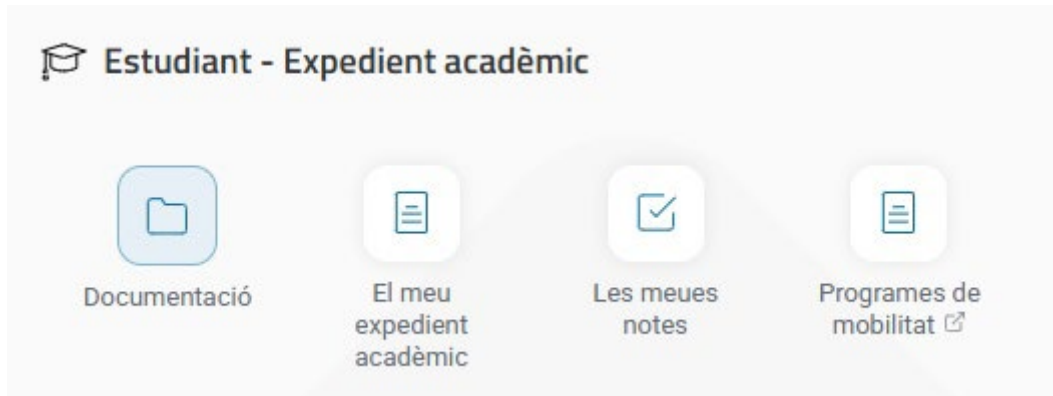 Estudiant - Expedient acadèmic
Documentació
El meu
expedient
acadèmic
Les meues
notes
Programes de
mobilitat